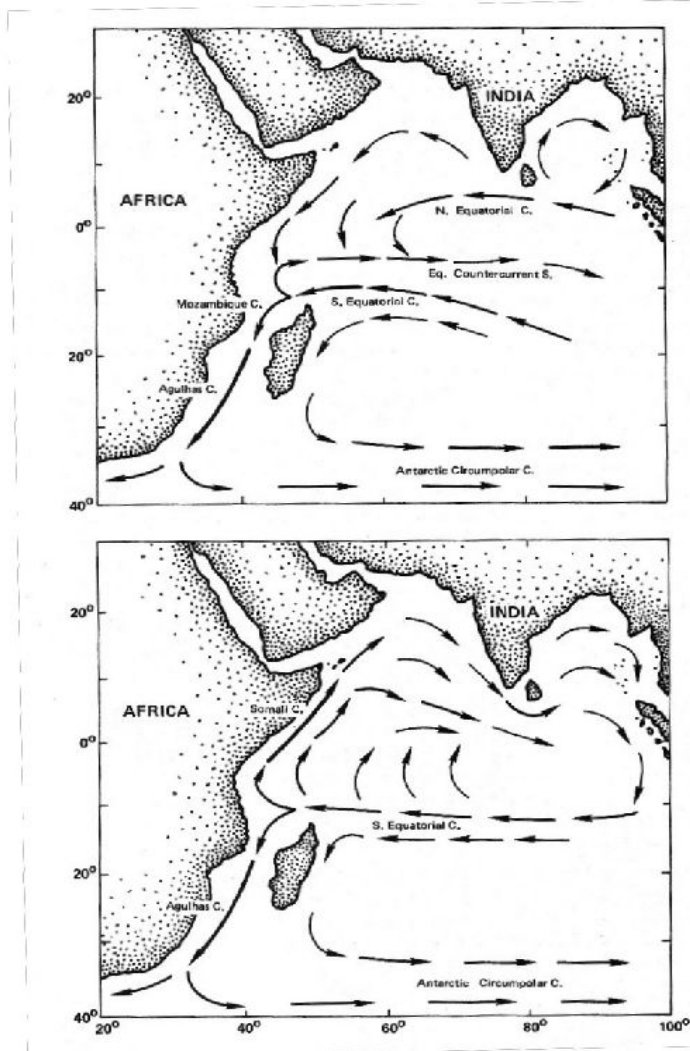 20°
INDIA
AFRICA
N. Equatorial C.
0°
Eq. Countercurrent S.
Mozambique C.
S. Equatorial C.
20°
Agulhas C.
Antarctic Circumpolar C.
40°
20°
INDIA
AFRICA
Somali C.
0°
S. Equatorial C.
20°
Agulhas C.
Antarctic Circumpolar C.
40°
20° 40° 60° 80° 100°